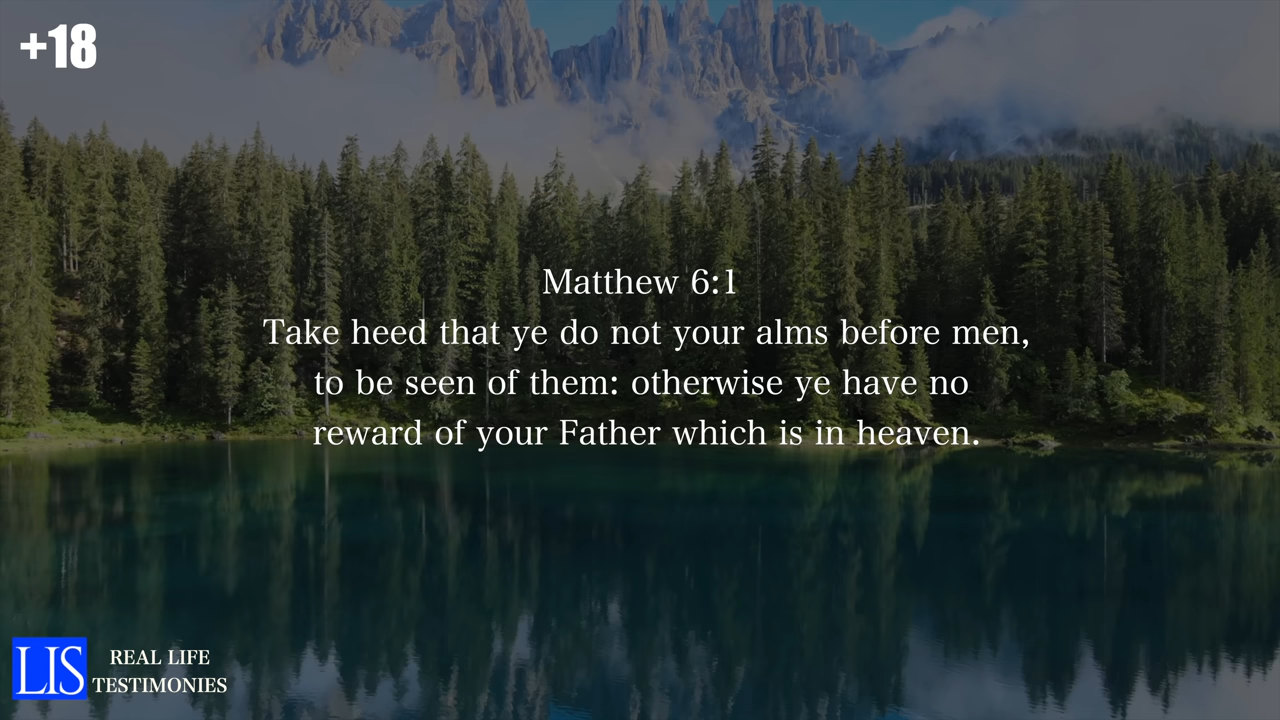 +18
Matthew 6:1
Take heed that ye do not your alms before men,
to be seen of them: otherwise ye have no
reward of your Father which is in heaven.
LIS
REAL LIFE
TESTIMONIES